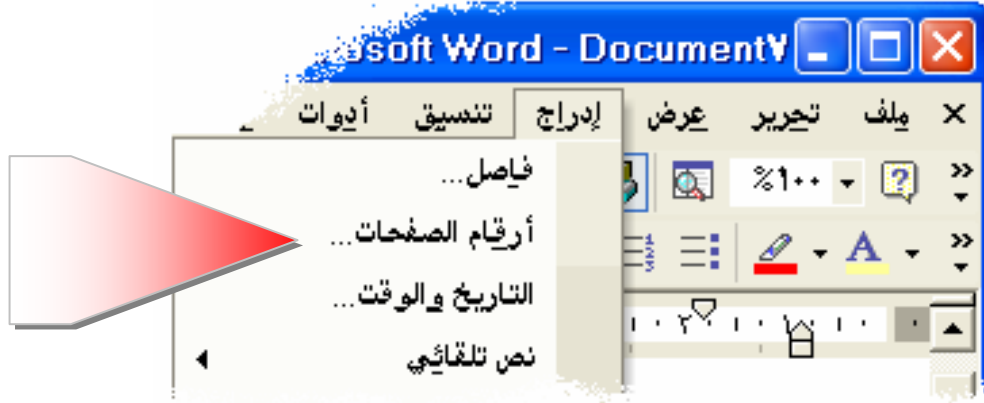 osoft Word - Document٧
ملف تحرير عرض إدراج تنسيق أدوات
%١٠٠
فاصل...
أرقام الصفحات...
التاريخ والوقت...
نص تلقائي